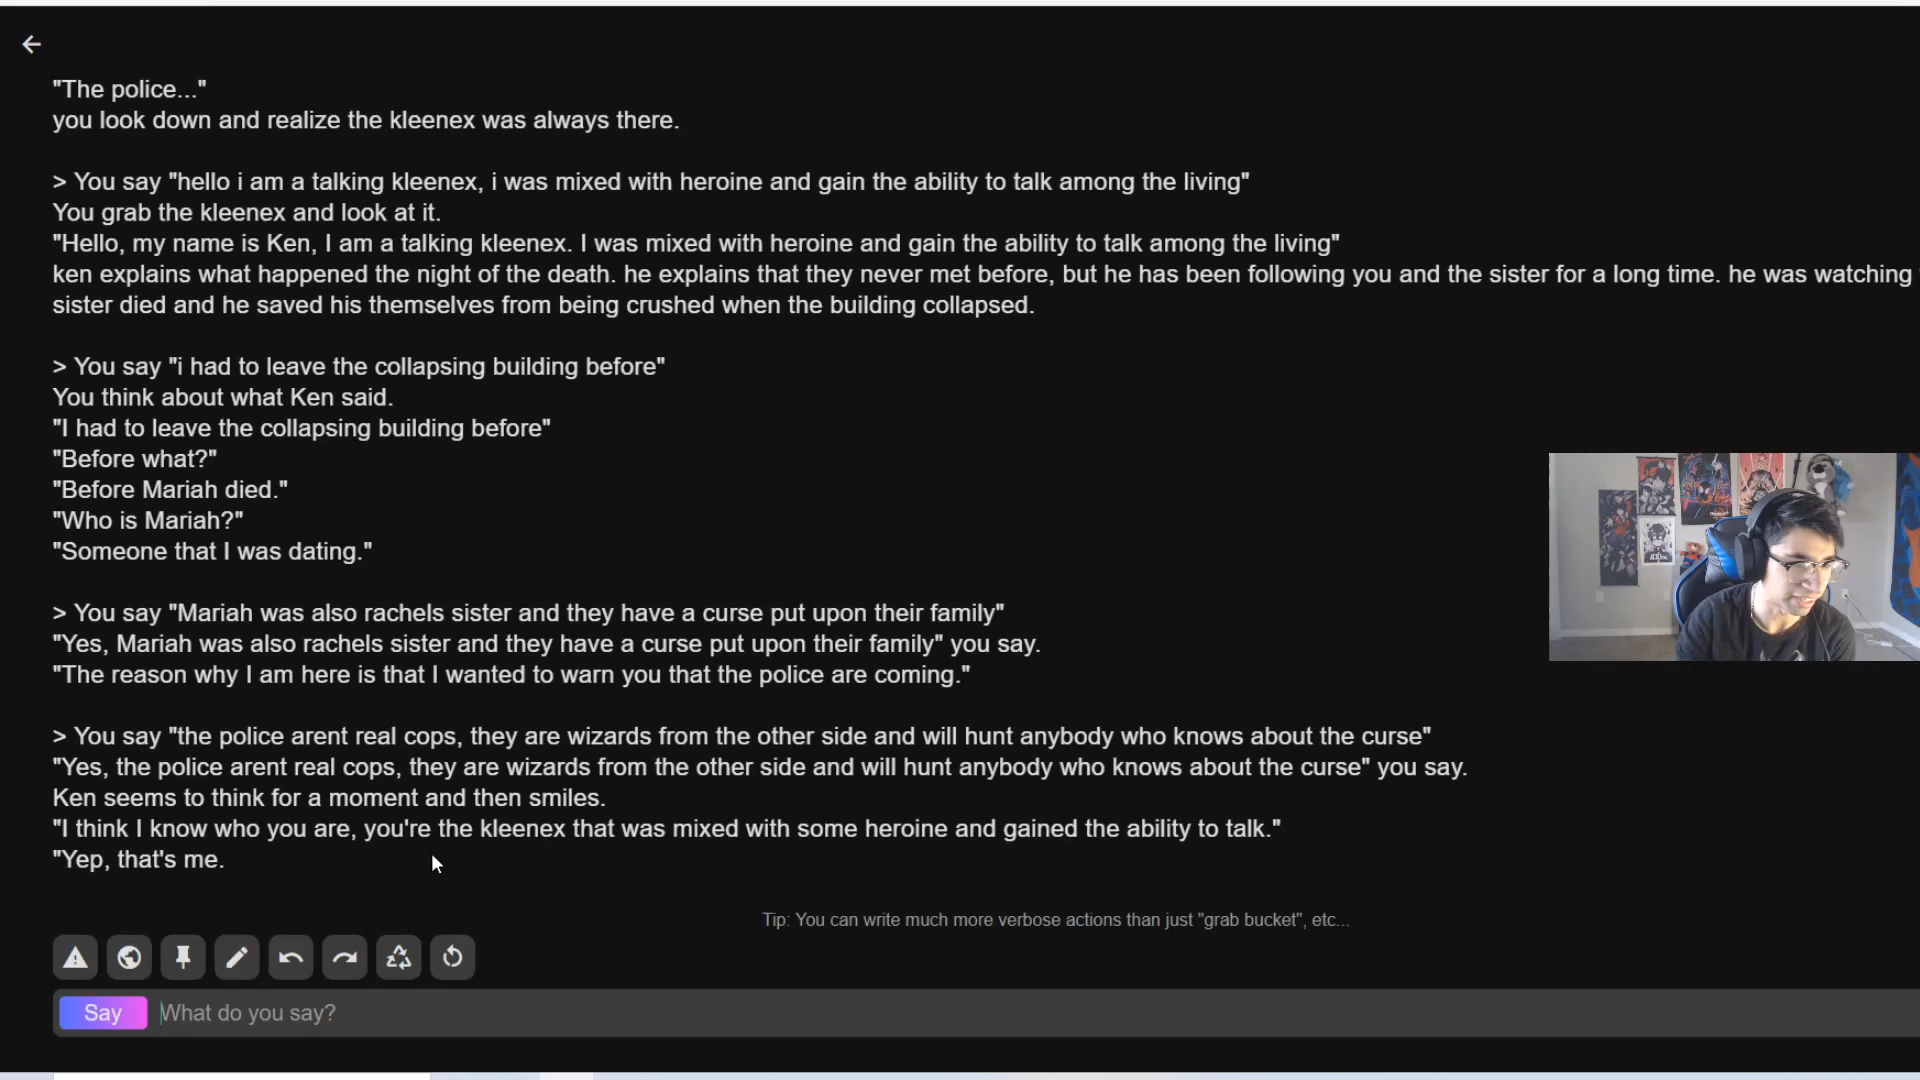 "The police..."
you look down and realize the kleenex was always there.
> You say "hello i am a talking kleenex, i was mixed with heroine and gain the ability to talk among the living"
You grab the kleenex and look at it.
"Hello, my name is Ken, I am a talking kleenex. I was mixed with heroine and gain the ability to talk among the living"
ken explains what happened the night of the death. he explains that they never met before, but he has been following you and the sister for a long time. he was watching
sister died and he saved his themselves from being crushed when the building collapsed.
> You say "i had to leave the collapsing building before"
You think about what Ken said.
"I had to leave the collapsing building before"
"Before what?"
"Before Mariah died."
"Who is Mariah?"
"Someone that I was dating."
> You say "Mariah was also rachels sister and they have a curse put upon their family"
"Yes, Mariah was also rachels sister and they have a curse put upon their family" you say.
"The reason why I am here is that I wanted to warn you that the police are coming."
> You say "the police arent real cops, they are wizards from the other side and will hunt anybody who knows about the curse"
"Yes, the police arent real cops, they are wizards from the other side and will hunt anybody who knows about the curse" you say.
Ken seems to think for a moment and then smiles.
"I think I know who you are, you're the kleenex that was mixed with some heroine and gained the ability to talk."
"Yep, that's me.
Tip: You can write much more verbose actions than just "grab bucket", etc...
Say What do you say?